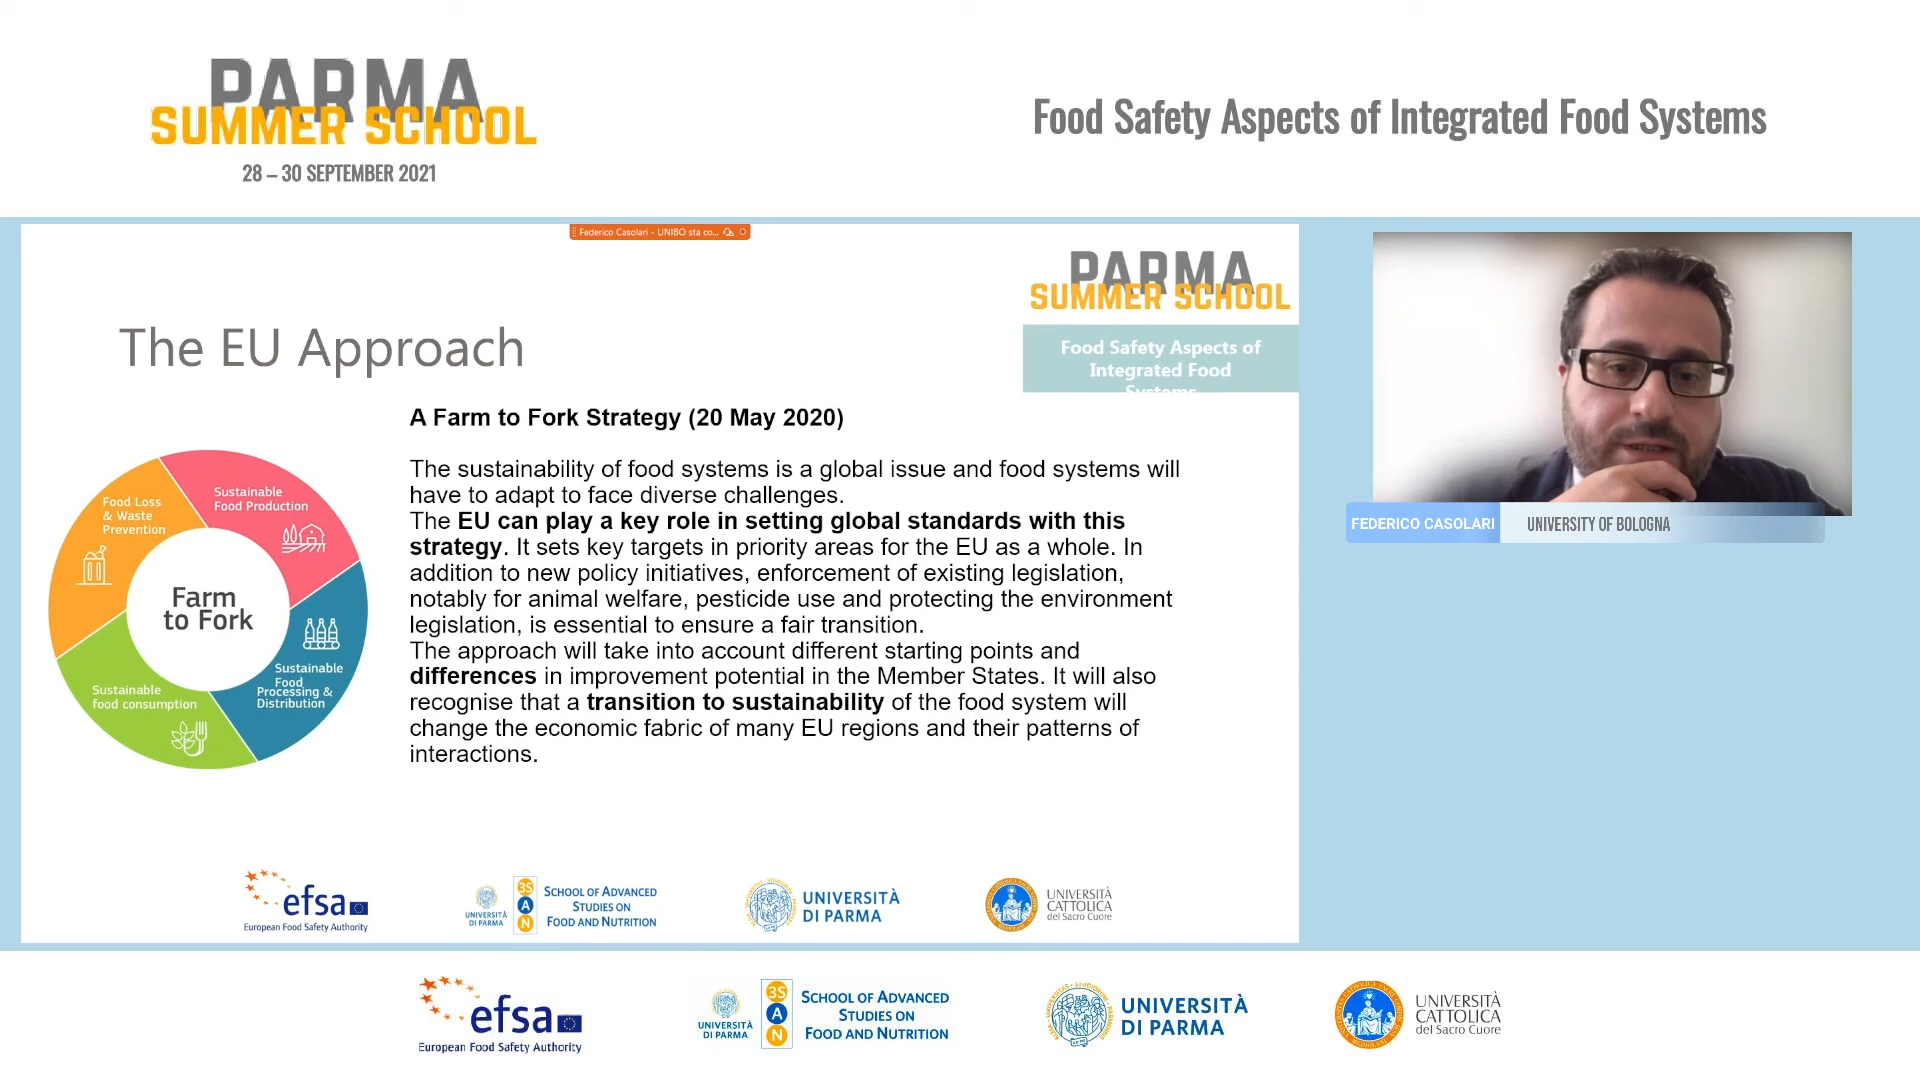 PARMA
SUMMER SCHOOL
28 – 30 SEPTEMBER 2021
Food Safety Aspects of Integrated Food Systems
Federico Casolari - UNIBO sta co...
PARMA
SUMMER SCHOOL
Food Safety Aspects of
Integrated Food
Systems
The EU Approach
A Farm to Fork Strategy (20 May 2020)
The sustainability of food systems is a global issue and food systems will
have to adapt to face diverse challenges.
The EU can play a key role in setting global standards with this
strategy. It sets key targets in priority areas for the EU as a whole. In
addition to new policy initiatives, enforcement of existing legislation,
notably for animal welfare, pesticide use and protecting the environment
legislation, is essential to ensure a fair transition.
The approach will take into account different starting points and
differences in improvement potential in the Member States. It will also
recognise that a transition to sustainability of the food system will
change the economic fabric of many EU regions and their patterns of
interactions.
Food Loss
& Waste
Prevention
Sustainable
Food Production
Farm
to Fork
Sustainable
Food
Processing &
Distribution
Sustainable
food consumption
FEDERICO CASOLARI
UNIVERSITY OF BOLOGNA
efsa
European Food Safety Authority
UNIVERSITÀ
DI PARMA
3S
A
N
SCHOOL OF ADVANCED
STUDIES ON
FOOD AND NUTRITION
UNIVERSITÀ
DI PARMA
UNIVERSITÀ
CATTOLICA
del Sacro Cuore
efsa
European Food Safety Authority
UNIVERSITÀ
DI PARMA
3S
A
N
SCHOOL OF ADVANCED
STUDIES ON
FOOD AND NUTRITION
UNIVERSITÀ
DI PARMA
UNIVERSITÀ
CATTOLICA
del Sacro Cuore